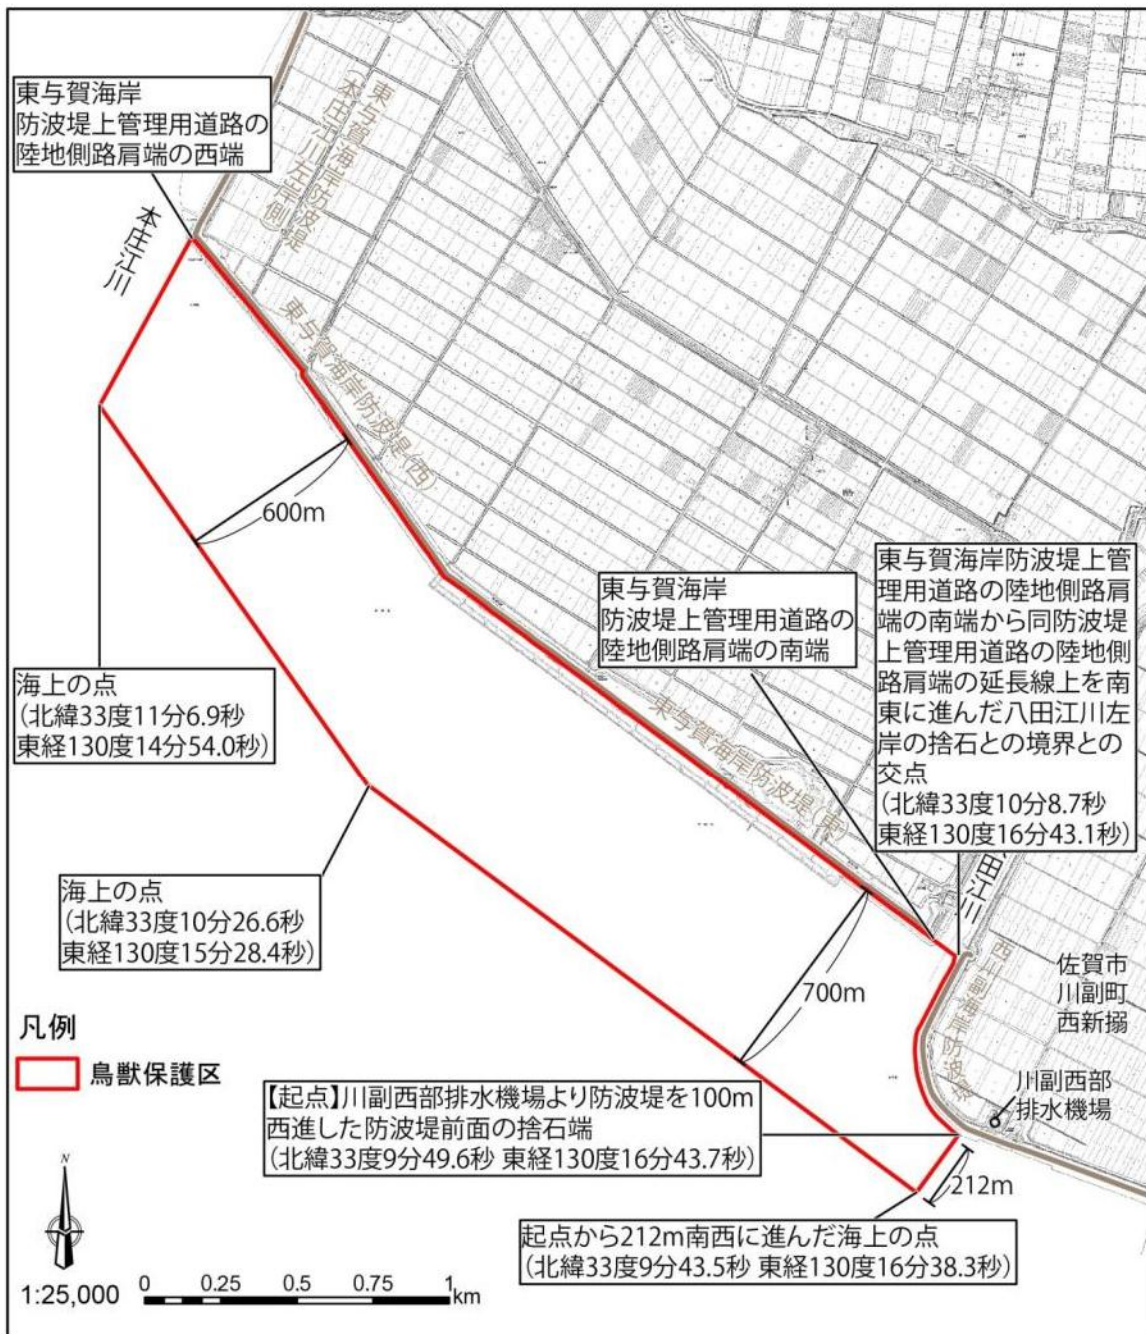 東与賀海岸
防波堤上管理用道路の
陸地側路肩端の西端
東与賀海岸防波堤
（本庄江川左岸側）
本庄江川
東与賀海岸防波堤（西）
600m
東与賀海岸
防波堤上管理用道路の
陸地側路肩端の南端
東与賀海岸防波堤上管
理用道路の陸地側路肩
端の南端から同防波堤
上管理用道路の陸地側
路肩端の延長線上を南
東に進んだ八田江川左
岸の捨石との境界との
交点
（北緯33度10分8.7秒
東経130度16分43.1秒）
海上の点
（北緯33度11分6.9秒
東経130度14分54.0秒）
東与賀海岸防波堤（東）
海上の点
（北緯33度10分26.6秒
東経130度15分28.4秒）
田江川
西川副海岸防波堤
佐賀市
川副町
西新搦
700m
凡例
鳥獣保護区
川副西部
排水機場
【起点】川副西部排水機場より防波堤を100m
西進した防波堤前面の捨石端
（北緯33度9分49.6秒 東経130度16分43.7秒）
212m
起点から212m南西に進んだ海上の点
（北緯33度9分43.5秒 東経130度16分38.3秒）
N
1:25,000
0 0.25 0.5 0.75 1
km